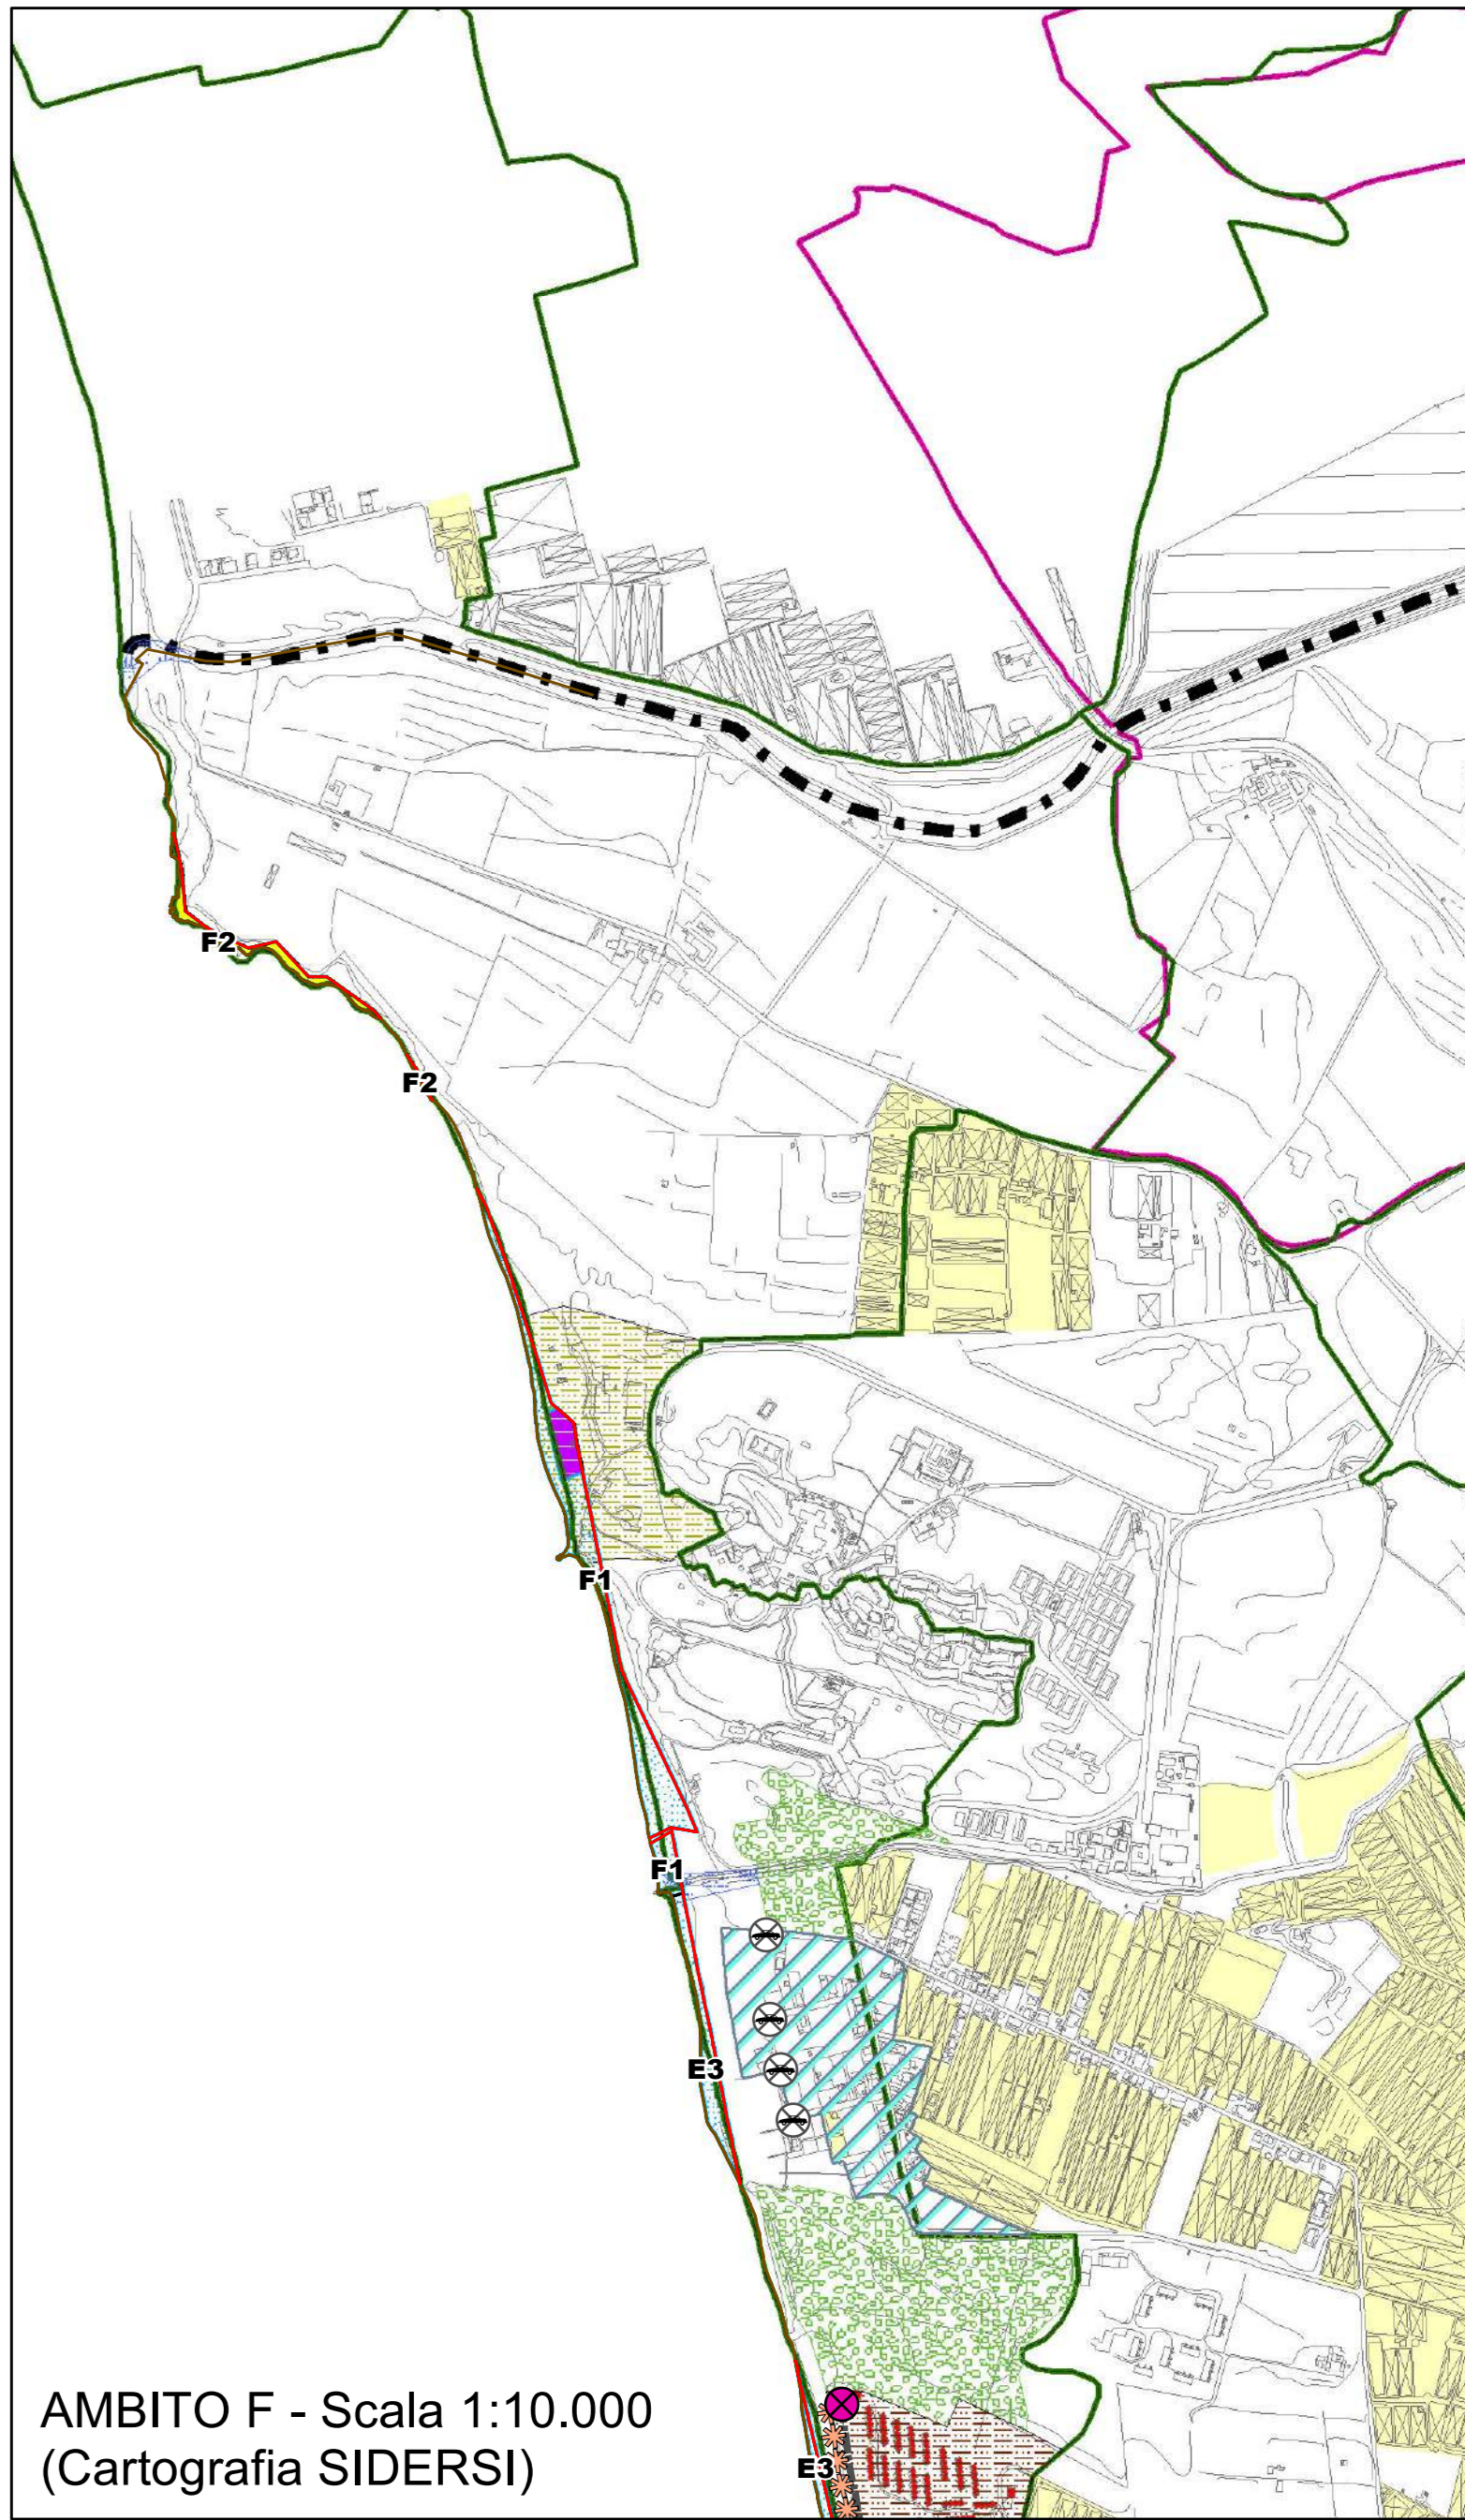 F2
F2
F1
F1
E3
E3
AMBITO F - Scala 1:10.000
(Cartografia SIDERSI)